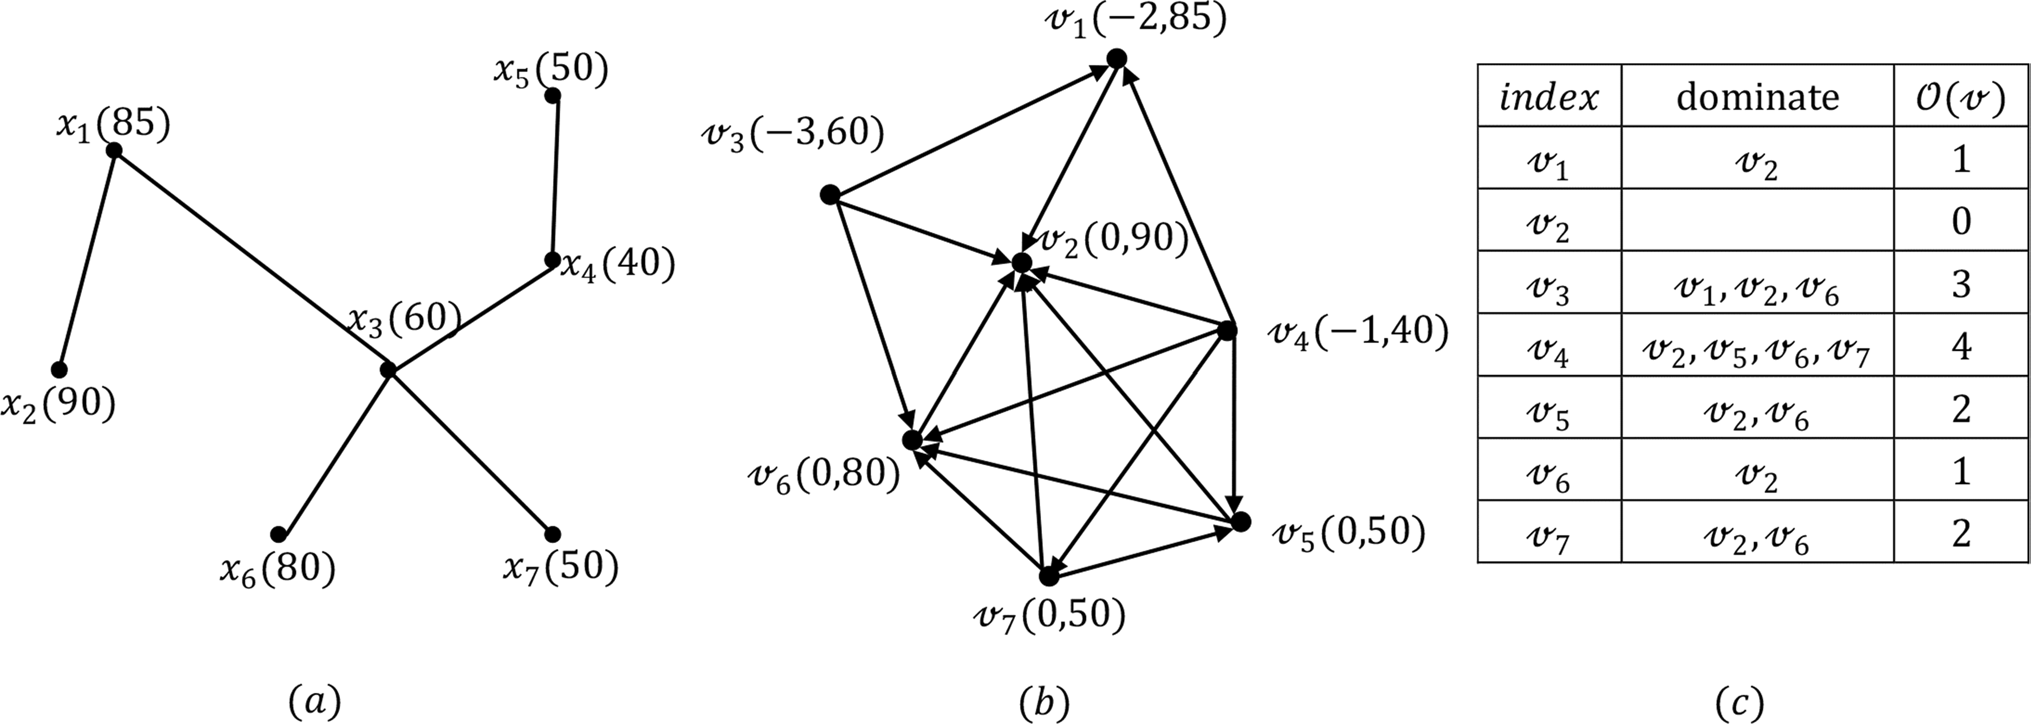 x₁(85)
x₅(50)
x₃(60)
x₄(40)
x₂(90)
x₆(80)
x₇(50)
(a)
v₁(−2,85)
v₃(−3,60)
v₂(0,90)
v₄(−1,40)
v₆(0,80)
v₅(0,50)
v₇(0,50)
(b)
index dominate O(v)
v₁ v₂ 1
v₂ 0
v₃ v₁,v₂,v₆ 3
v₄ v₂,v₅,v₆,v₇ 4
v₅ v₂,v₆ 2
v₆ v₂ 1
v₇ v₂,v₆ 2
(c)